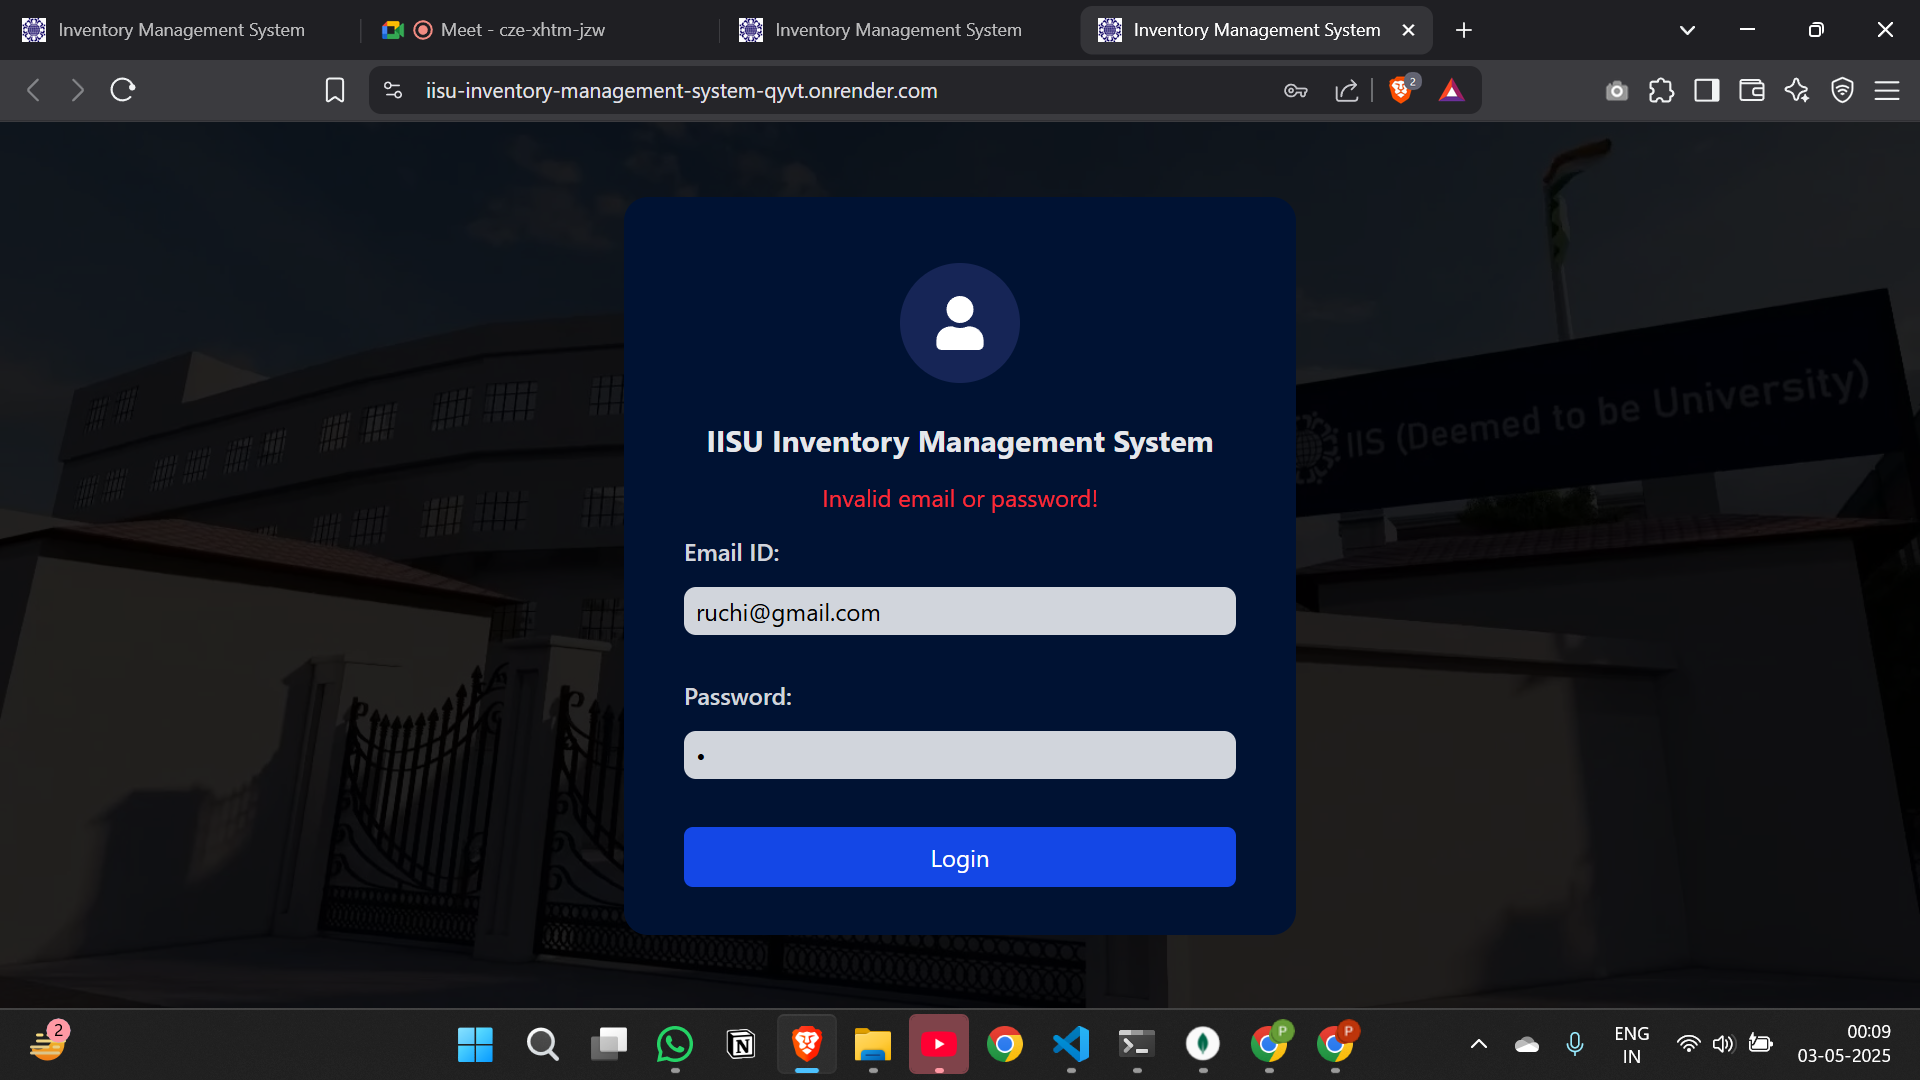 Inventory Management System
Meet - cze-xhtm-jzw
Inventory Management System
Inventory Management System
iisu-inventory-management-system-qyvt.onrender.com
2
IIS (Deemed to be University)
IISU Inventory Management System
Invalid email or password!
Email ID:
ruchi@gmail.com
Password:
•
Login
2
P
P
ENG
IN
00:09
03-05-2025